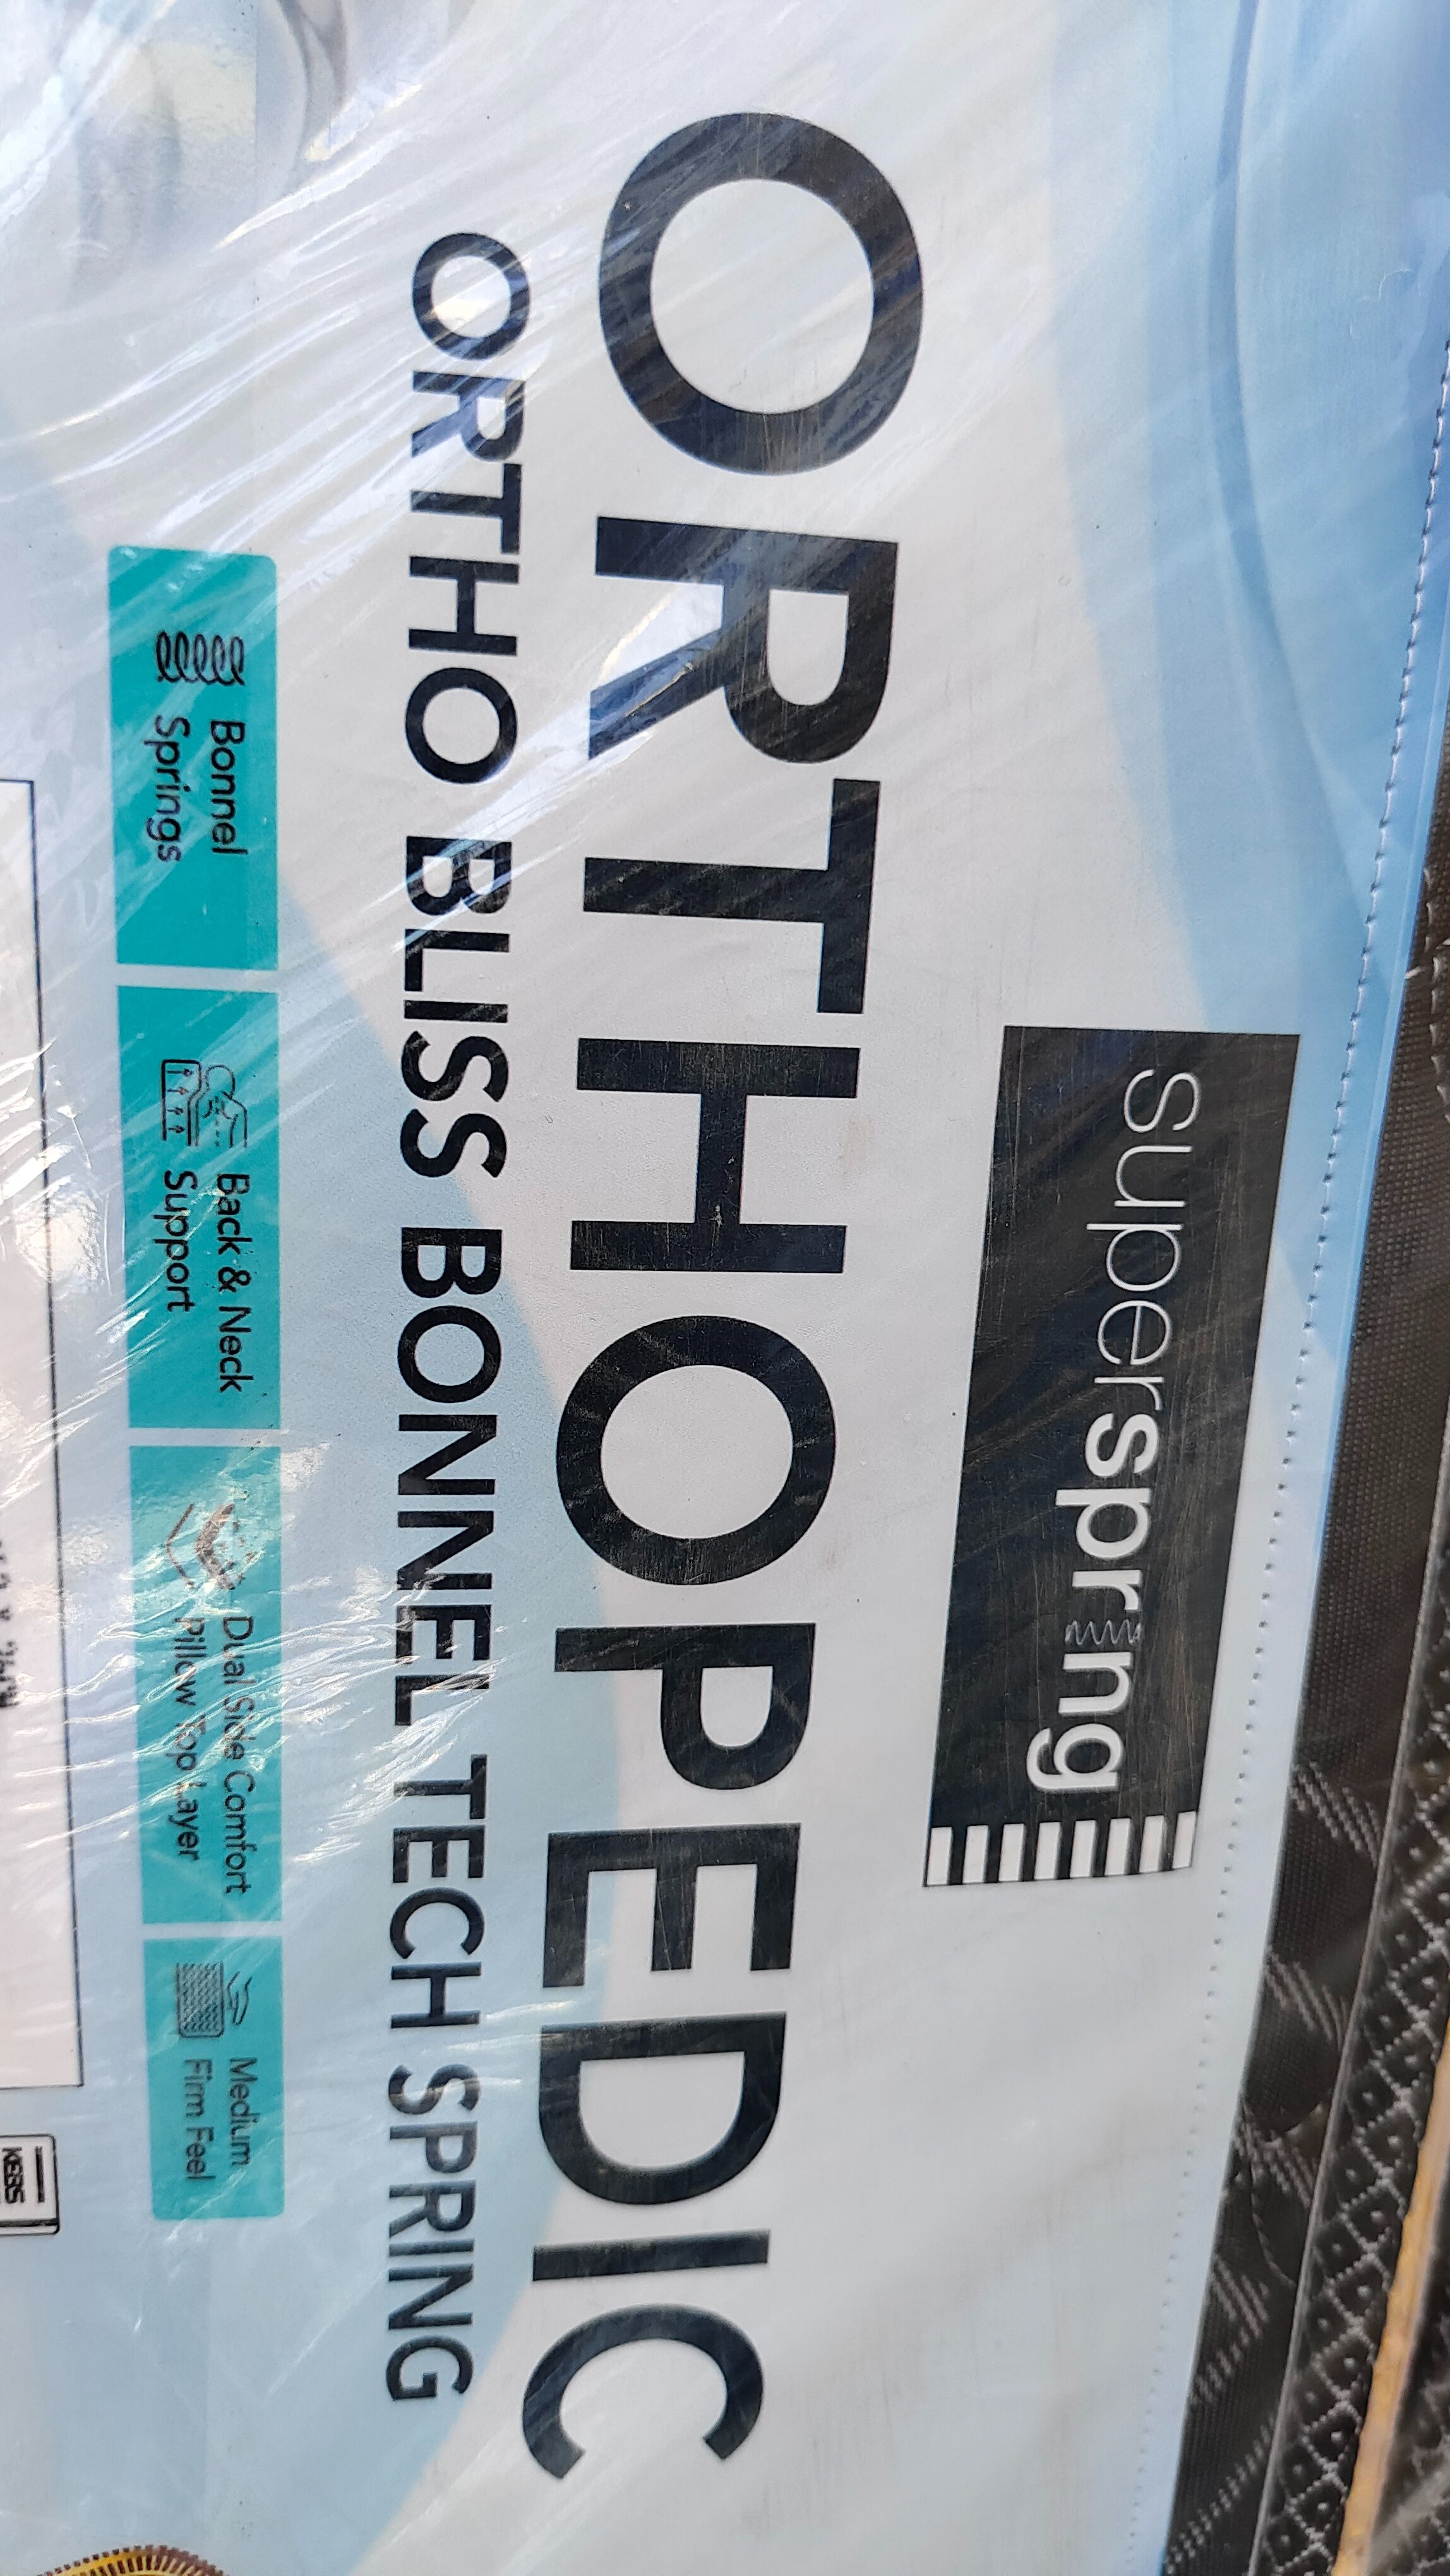 superspring
ORTHOPEDIC
ORTHO BLISS BONNEL TECH SPRING
Bonnel
Springs
Back & Neck
Support
Dual Side Comfort
Pillow Top Layer
Medium
Firm Feel
KEBS